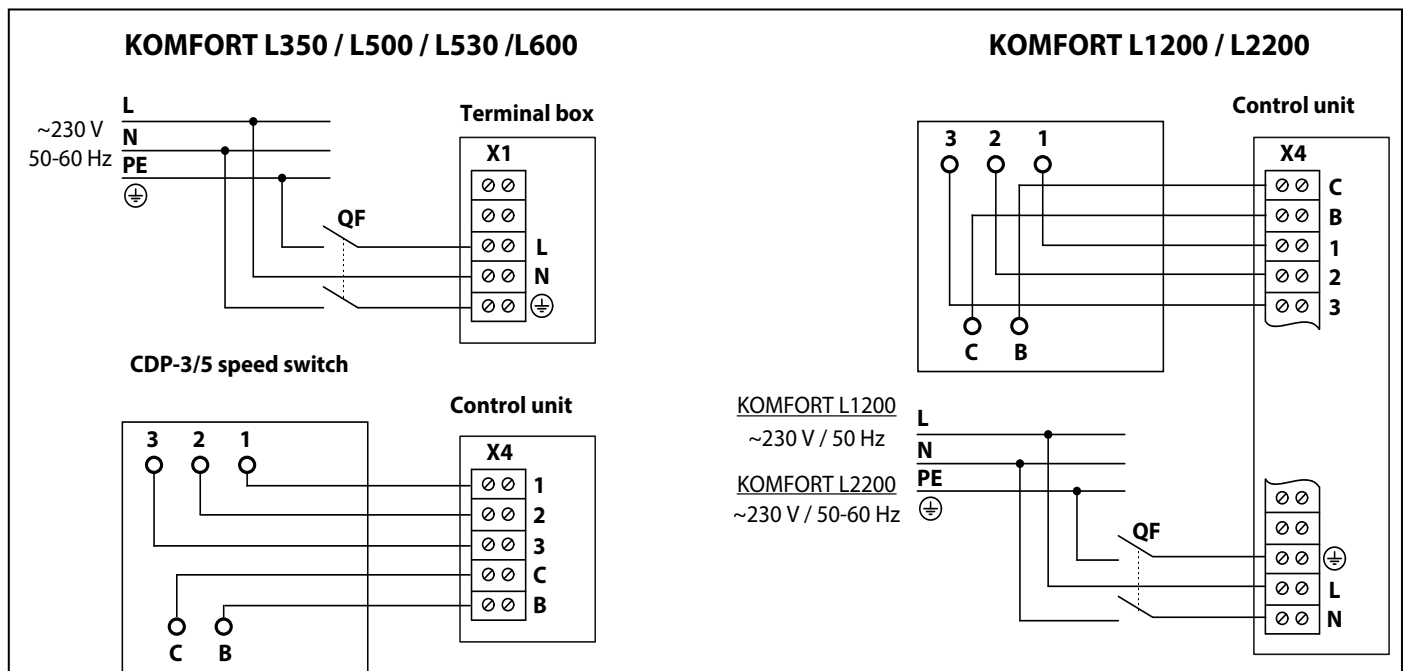 KOMFORT L350 / L500 / L530 /L600
L
~230 V
N
50-60 Hz
PE
Terminal box
X1
QF
L
N
CDP-3/5 speed switch
3 2 1
C B
Control unit
X4
1
2
3
C
B
KOMFORT L1200 / L2200
3 2 1
C B
Control unit
X4
C
B
1
2
3
KOMFORT L1200
~230 V / 50 Hz
KOMFORT L2200
~230 V / 50-60 Hz
L
N
PE
QF
L
N